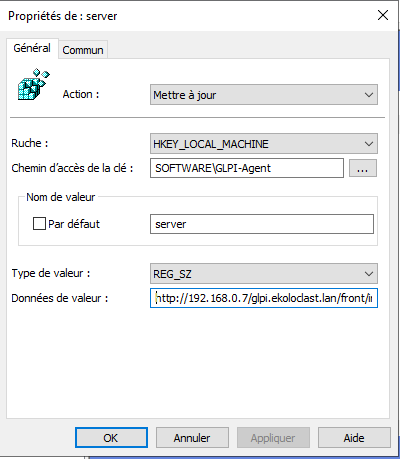 Propriétés de : server
Général
Commun
Action :
Mettre à jour
Ruche :
HKEY_LOCAL_MACHINE
Chemin d'accès de la clé :
SOFTWARE\GLPI-Agent
...
Nom de valeur
Par défaut
server
Type de valeur :
REG_SZ
Données de valeur :
http://192.168.0.7/glpi.ekoloclast.lan/front/i
OK
Annuler
Appliquer
Aide